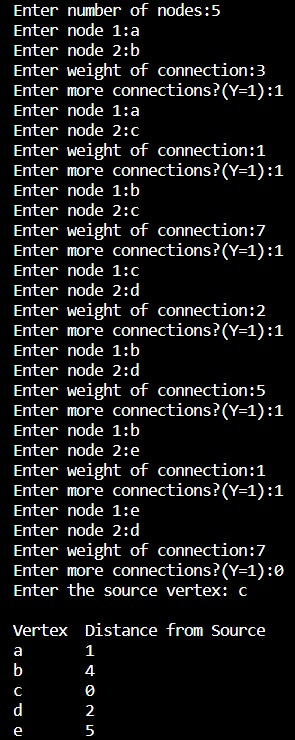 Enter number of nodes:5
Enter node 1:a
Enter node 2:b
Enter weight of connection:3
Enter more connections?(Y=1):1
Enter node 1:a
Enter node 2:c
Enter weight of connection:1
Enter more connections?(Y=1):1
Enter node 1:b
Enter node 2:c
Enter weight of connection:7
Enter more connections?(Y=1):1
Enter node 1:c
Enter node 2:d
Enter weight of connection:2
Enter more connections?(Y=1):1
Enter node 1:b
Enter node 2:d
Enter weight of connection:5
Enter more connections?(Y=1):1
Enter node 1:b
Enter node 2:e
Enter weight of connection:1
Enter more connections?(Y=1):1
Enter node 1:e
Enter node 2:d
Enter weight of connection:7
Enter more connections?(Y=1):0
Enter the source vertex: c
Vertex  Distance from Source
a       1
b       4
c       0
d       2
e       5